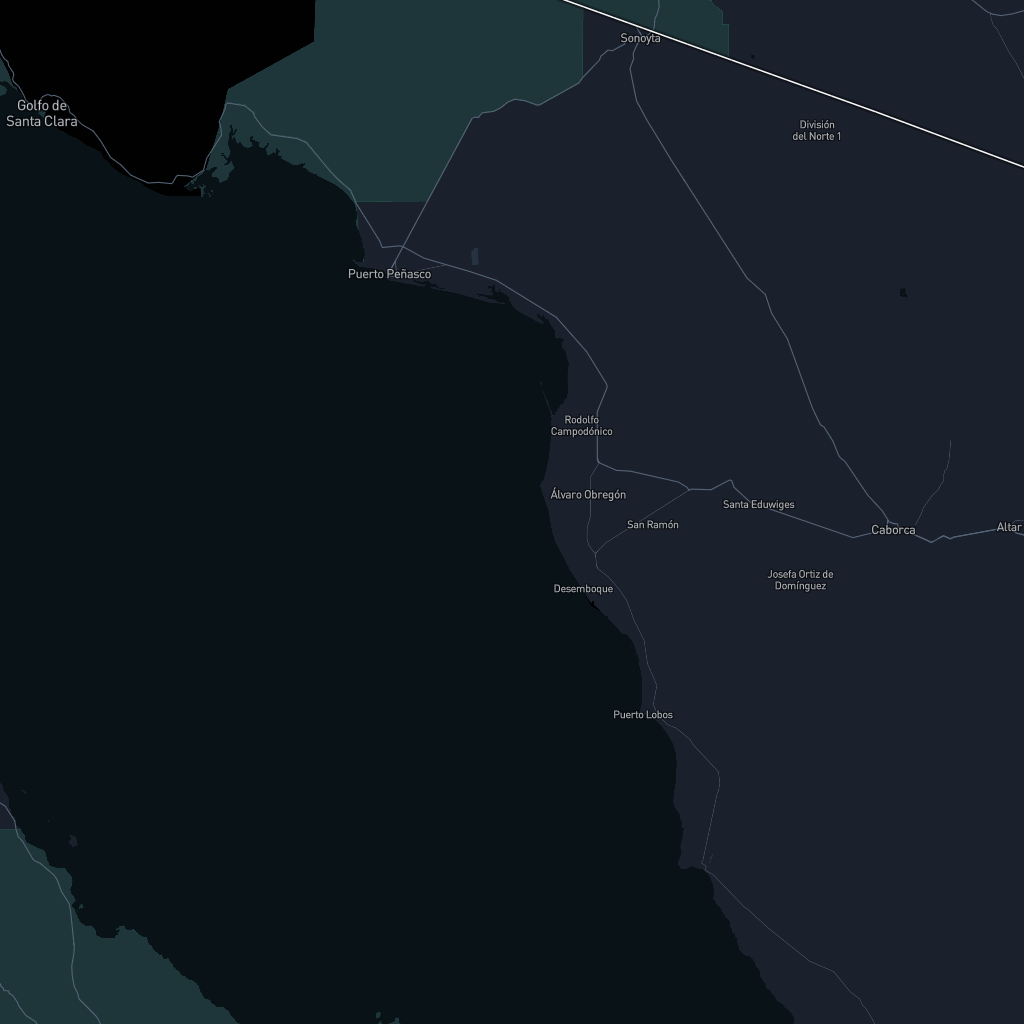 Sonoyta
Golfo de
Santa Clara
División
del Norte 1
Puerto Peñasco
Rodolfo
Campodónico
Álvaro Obregón
Santa Eduwiges
San Ramón
Caborca
Altar
Josefa Ortiz de
Domínguez
Desemboque
Puerto Lobos